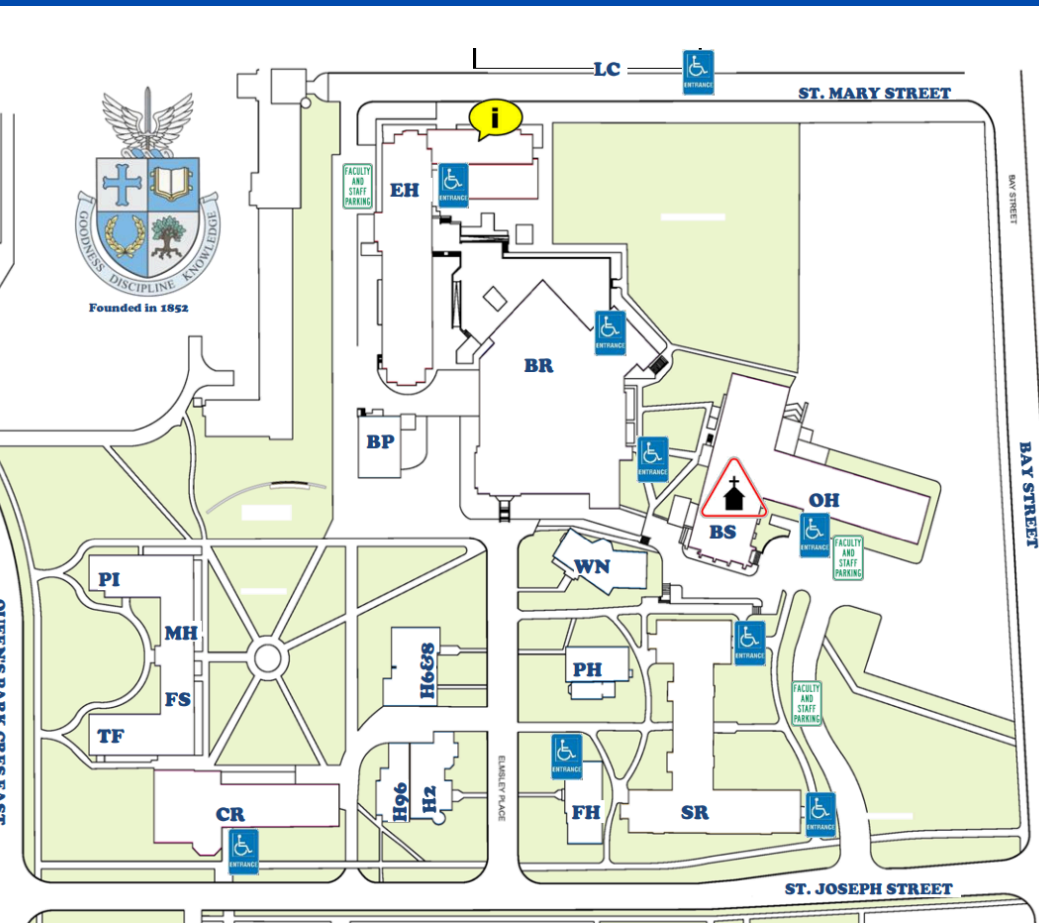 LC
ENTRANCE
ST. MARY STREET
i
FACULTY
AND
STAFF
PARKING
EH
ENTRANCE
BAY STREET
GOODNESS DISCIPLINE KNOWLEDGE
Founded in 1852
ENTRANCE
BR
BP
ENTRANCE
BAY STREET
OH
BS
ENTRANCE
FACULTY
AND
STAFF
PARKING
WN
PI
MH
QUEEN'S PARK CRES EAST
ENTRANCE
H6&8
PH
FS
FACULTY
AND
STAFF
PARKING
TF
ENTRANCE
ELMSLEY PLACE
H96
H2
CR
FH
SR
ENTRANCE
ENTRANCE
ST. JOSEPH STREET